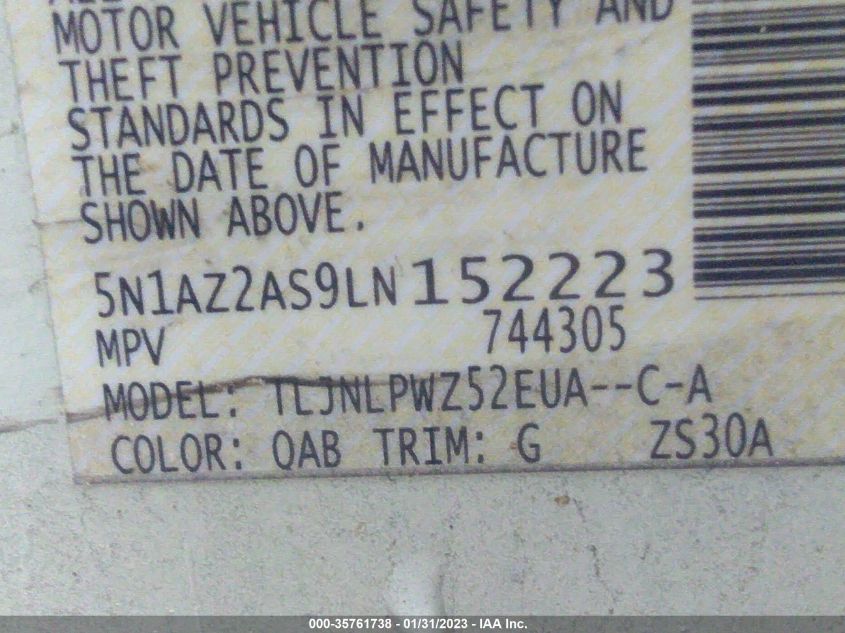 MOTOR VEHICLE SAFETY AND
THEFT PREVENTION
STANDARDS IN EFFECT ON
THE DATE OF MANUFACTURE
SHOWN ABOVE.
5N1AZ2AS9LN152223
MPV 744305
MODEL: TLJNLPWZ52EUA--C-A
COLOR: QAB TRIM: G ZS30A
000-35761738 - 01/31/2023 - IAA Inc.